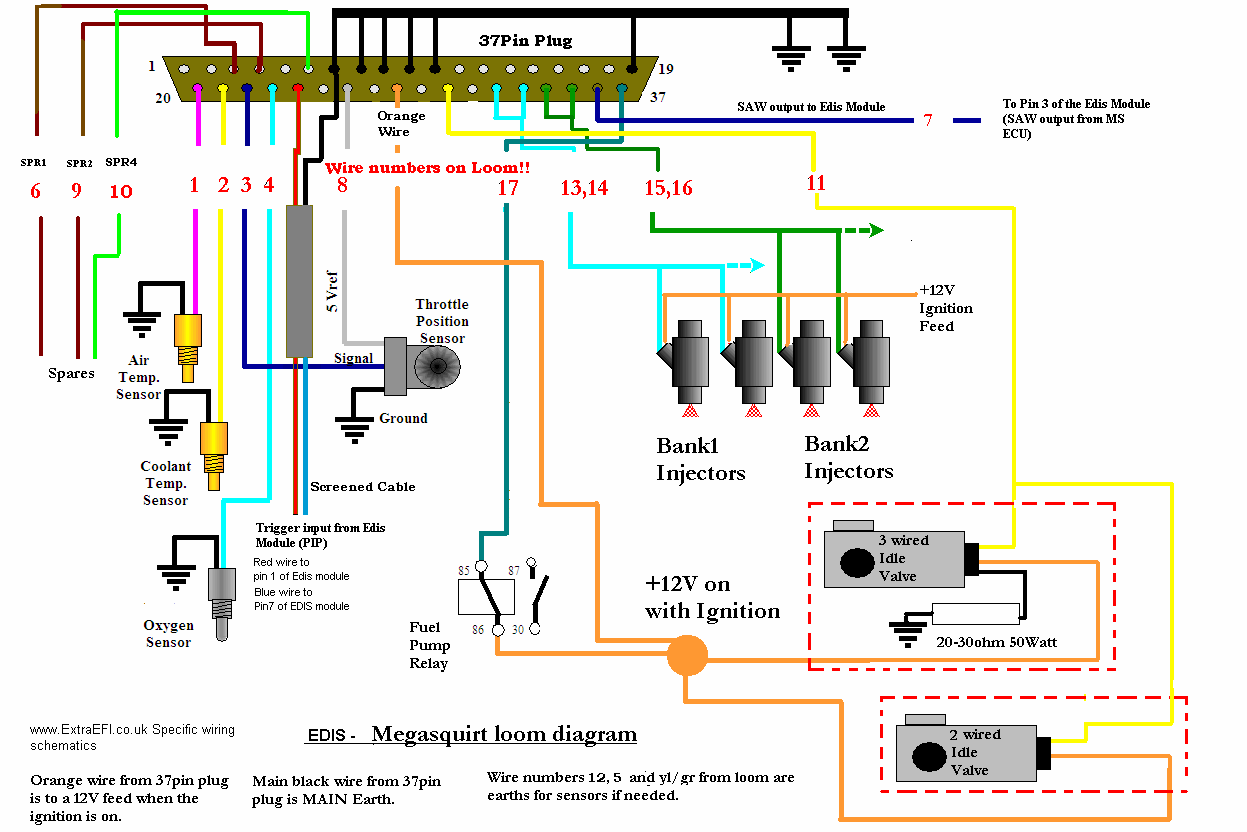 37Pin Plug
1
19
20
37
Orange
Wire
SAW output to Edis Module
7
To Pin 3 of the Edis Module
(SAW output from MS
ECU)
SPR1
SPR2
SPR4
Wire numbers on Loom!!
6
9
10
1
2
3
4
8
17
13,14
15,16
11
5 Vref
Throttle
Position
Sensor
+12V
Ignition
Feed
Spares
Air
Temp.
Sensor
Signal
Ground
Bank1
Injectors
Bank2
Injectors
Coolant
Temp.
Sensor
Screened Cable
Trigger input from Edis
Module (PIP)
Red wire to
pin 1 of Edis module
Blue wire to
Pin7 of EDIS module
3 wired
Idle
Valve
85
87
+12V on
with Ignition
Oxygen
Sensor
86
30
Fuel
Pump
Relay
20-30ohm 50Watt
www.ExtraEFI.co.uk Specific wiring
schematics
EDIS - Megasquirt loom diagram
2 wired
Idle
Valve
Orange wire from 37pin plug
is to a 12V feed when the
ignition is on.
Main black wire from 37pin
plug is MAIN Earth.
Wire numbers 12, 5 and yl/gr from loom are
earths for sensors if needed.